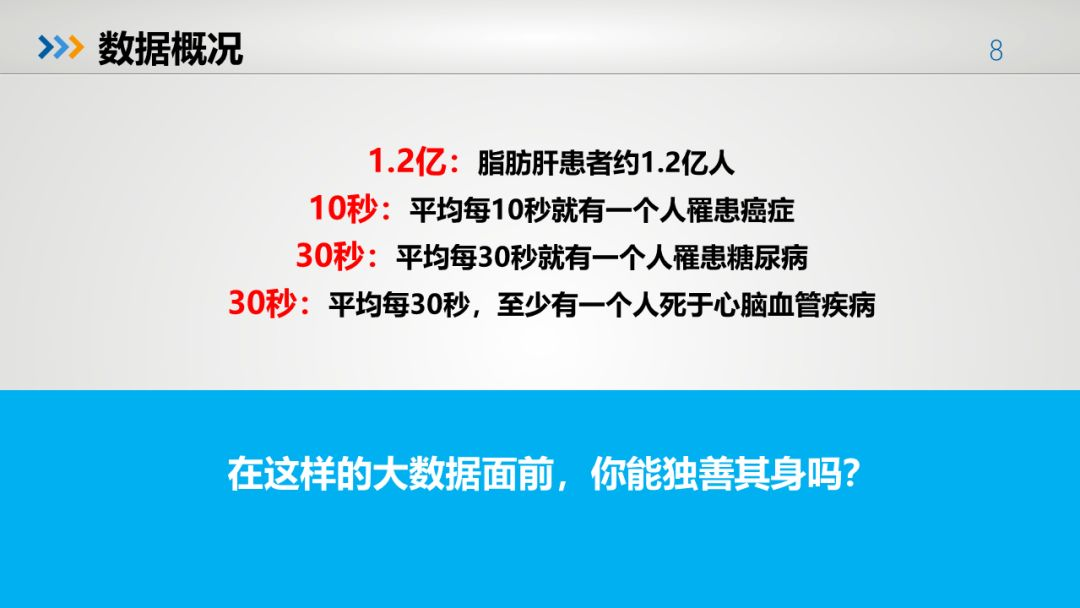 数据概况
8
1.2亿：脂肪肝患者约1.2亿人
10秒：平均每10秒就有一个人罹患癌症
30秒：平均每30秒就有一个人罹患糖尿病
30秒：平均每30秒，至少有一个人死于心脑血管疾病
在这样的大数据面前，你能独善其身吗？